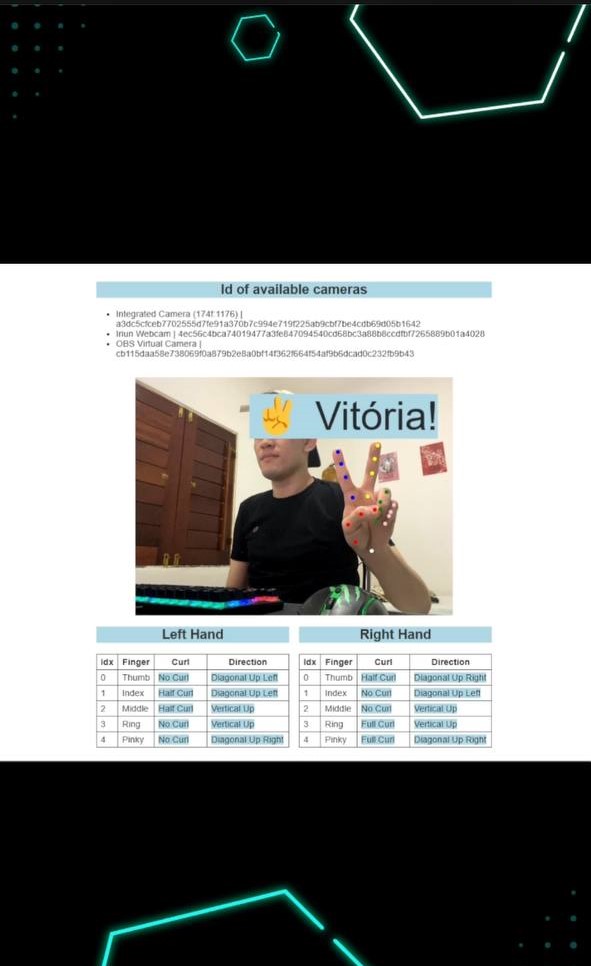 Id of available cameras
Integrated Camera (174f:1176) |
a3dc5cfceb7702555d7fe91a370b7c994e719f225ab9cbf7be4cdb69d05b1642
Iriun Webcam | 4ec56c4bca74019477a3fe847094540cd68bc3a88b8ccdfbf7265889b01a4028
OBS Virtual Camera |
cb115daa58e738069f0a879b2e8a0bf14f362f664f54af9b6dcad0c232fb9b43
✌ Vitória!
Left Hand
Idx Finger Curl Direction
0 Thumb No Curl Diagonal Up Left
1 Index Half Curl Diagonal Up Left
2 Middle Half Curl Vertical Up
3 Ring No Curl Vertical Up
4 Pinky No Curl Diagonal Up Right
Right Hand
Idx Finger Curl Direction
0 Thumb Half Curl Diagonal Up Right
1 Index No Curl Diagonal Up Left
2 Middle No Curl Vertical Up
3 Ring Full Curl Vertical Up
4 Pinky Full Curl Diagonal Up Right